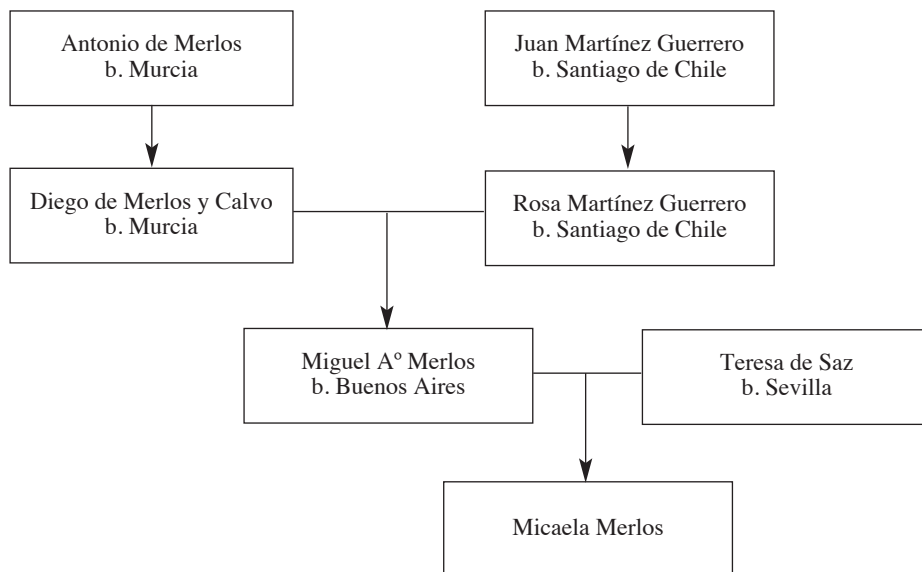 Antonio de Merlos
b. Murcia
Juan Martínez Guerrero
b. Santiago de Chile
Diego de Merlos y Calvo
b. Murcia
Rosa Martínez Guerrero
b. Santiago de Chile
Miguel Aº Merlos
b. Buenos Aires
Teresa de Saz
b. Sevilla
Micaela Merlos